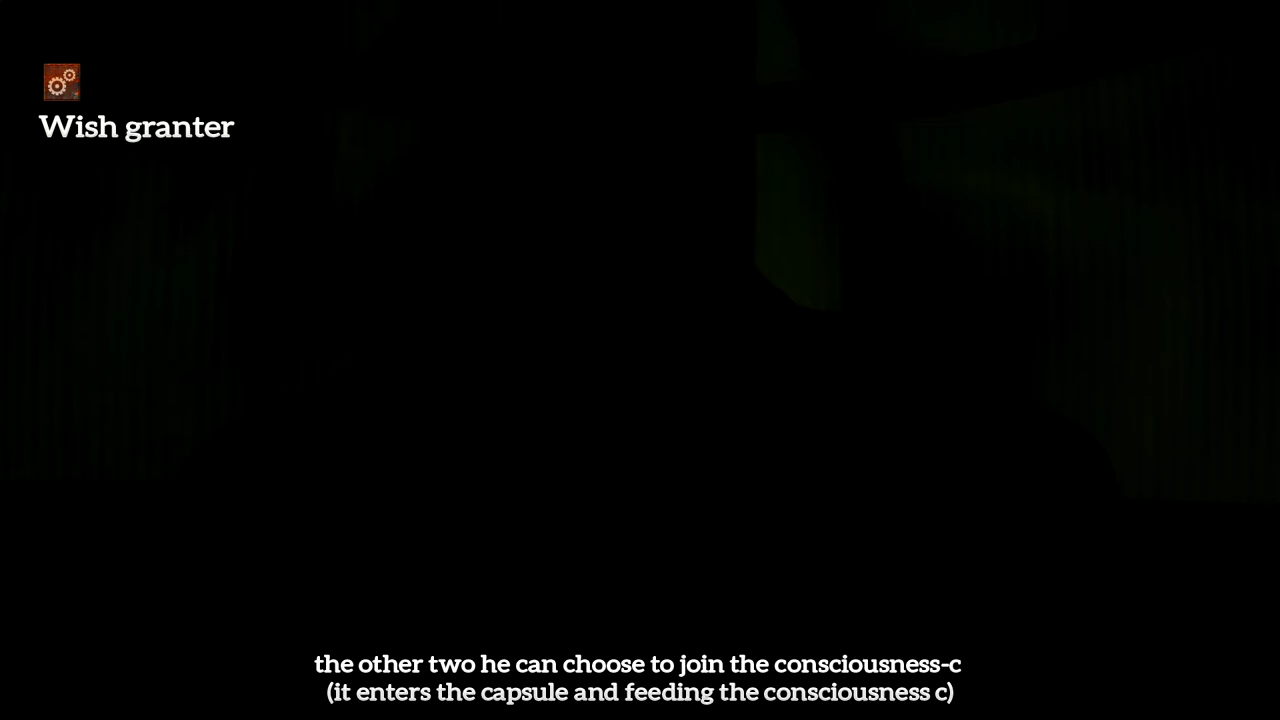 Wish granter
the other two he can choose to join the consciousness-c
(it enters the capsule and feeding the consciousness c)